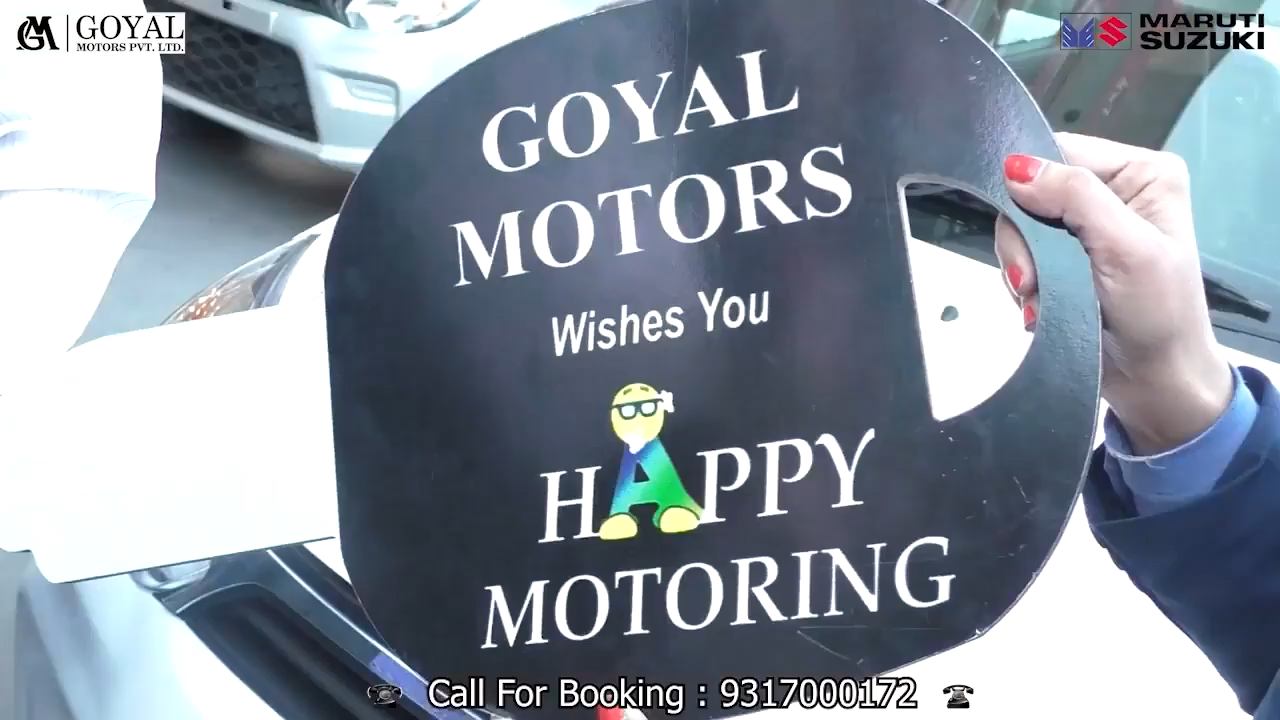 GOYAL
MOTORS PVT. LTD.
MARUTI
SUZUKI
GOYAL
MOTORS
Wishes You
HAPPY
MOTORING
Call For Booking : 9317000172